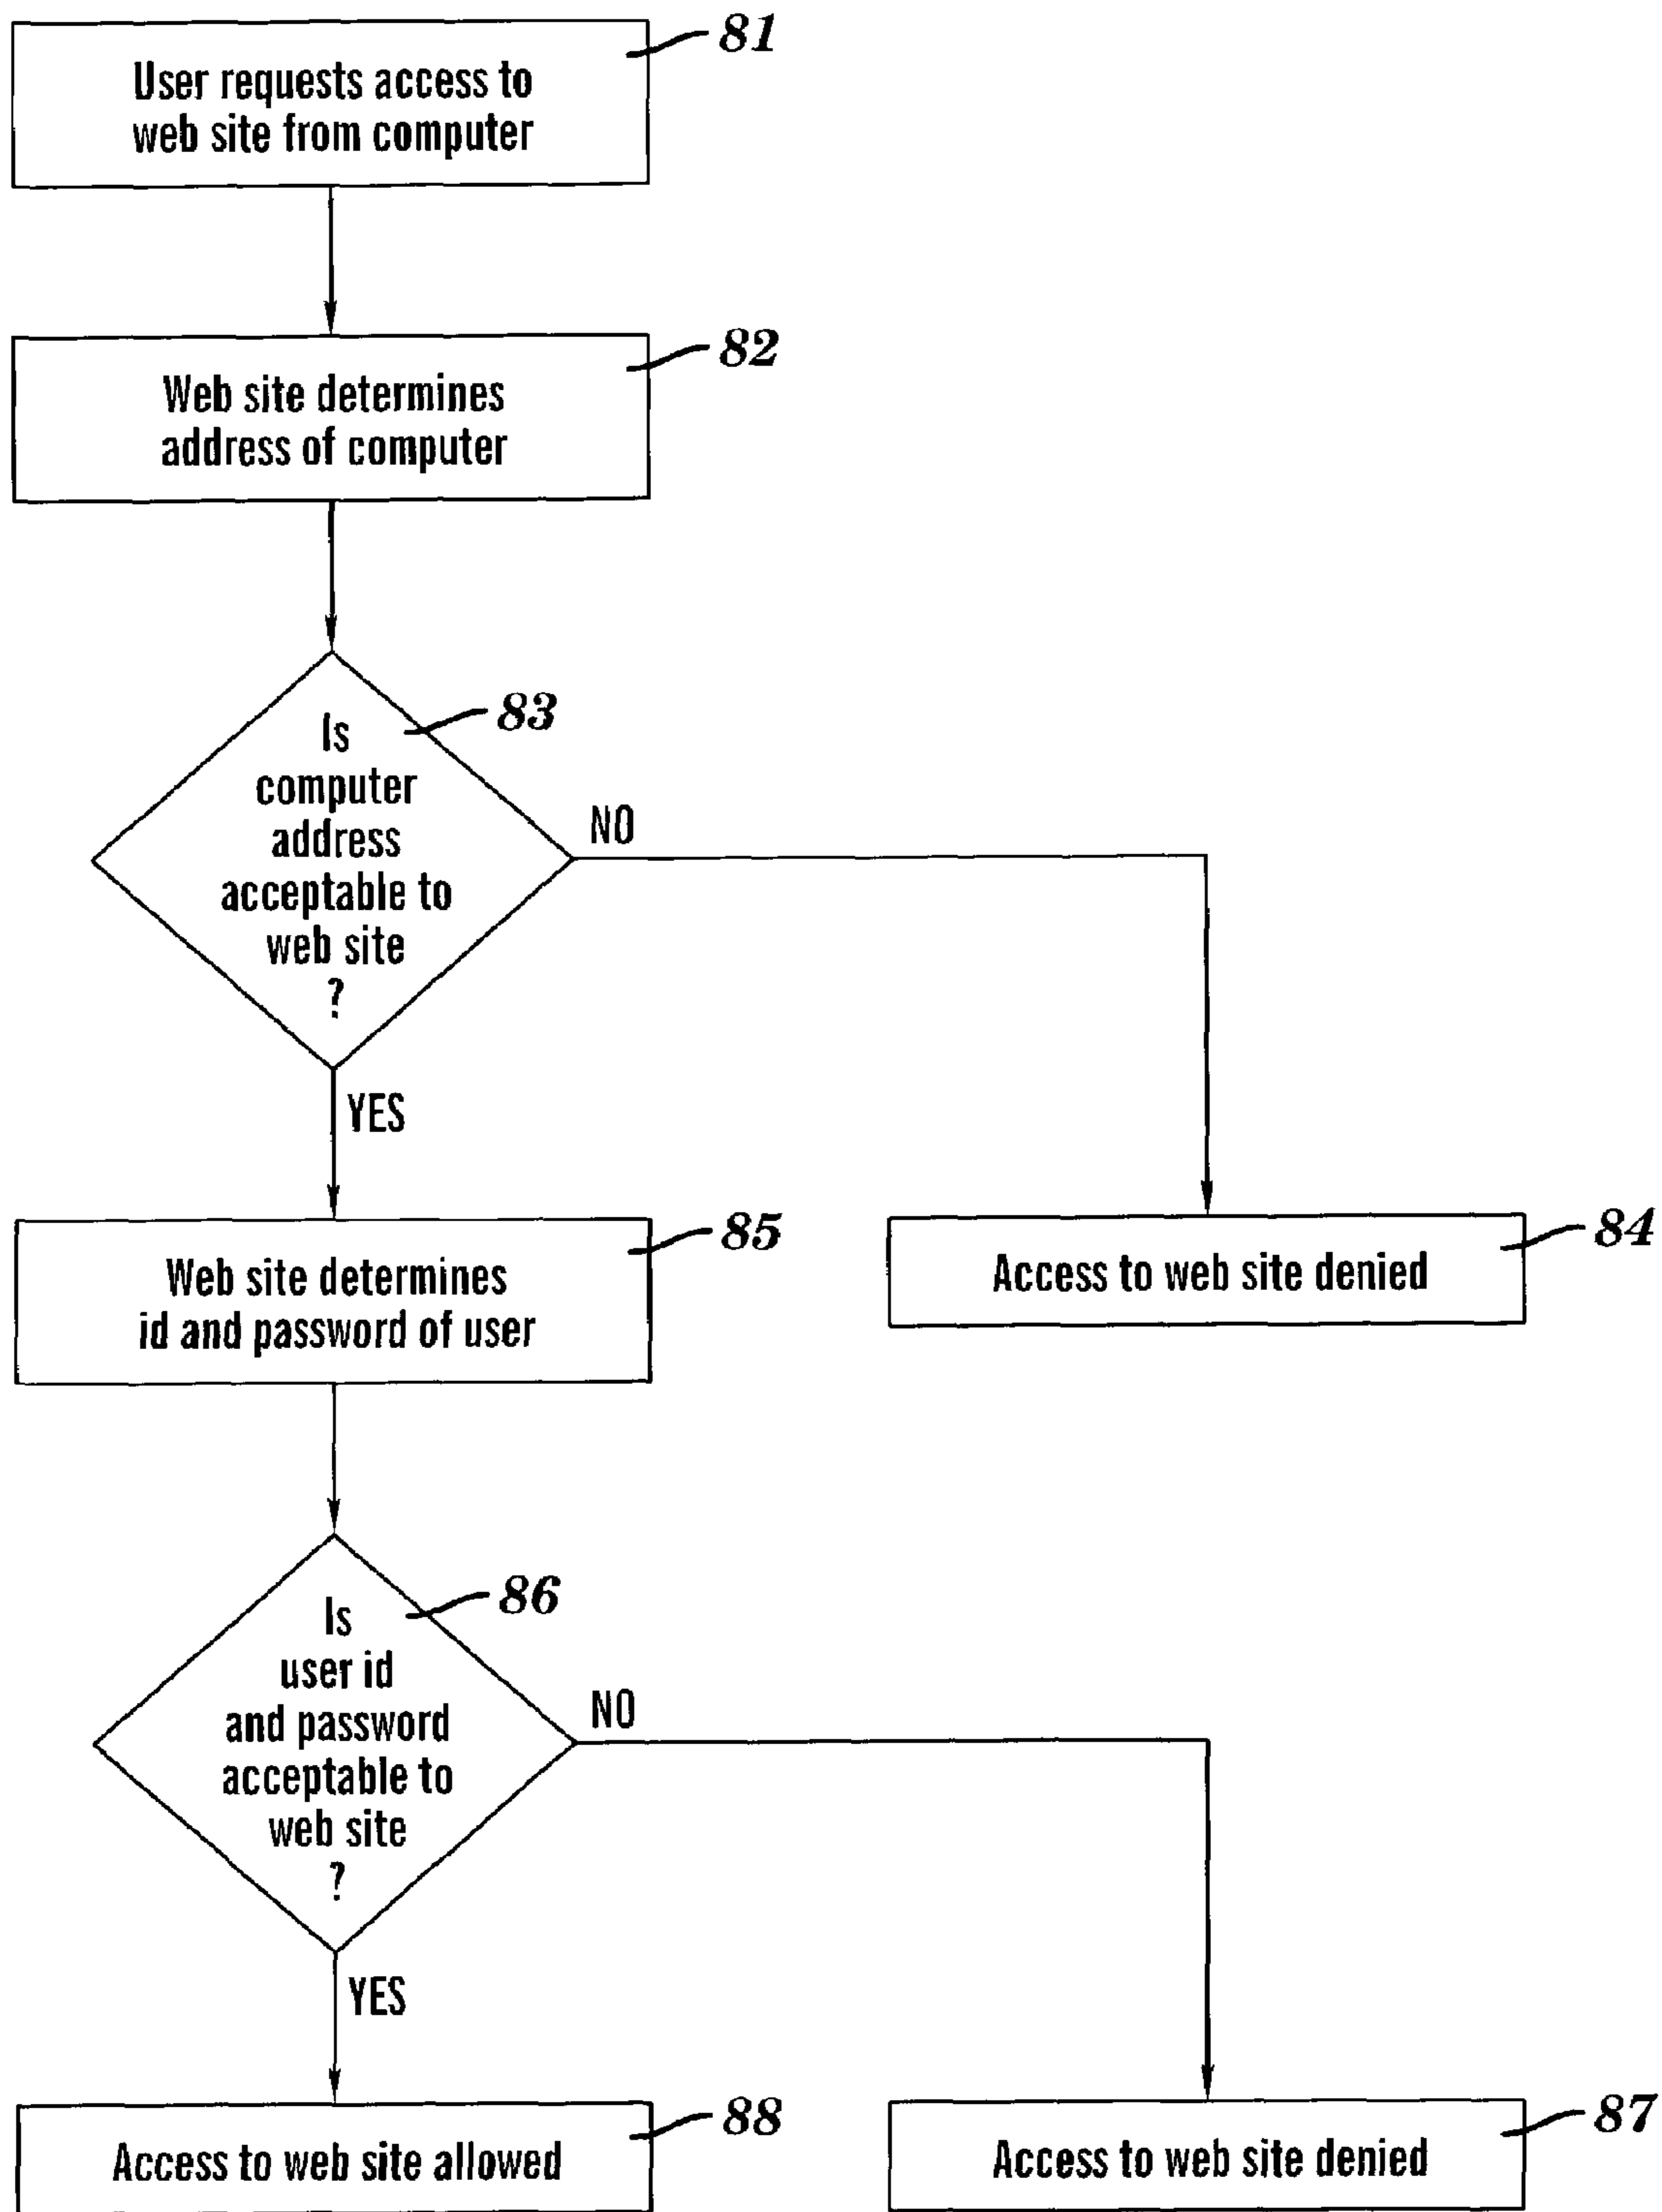 81
User requests access to
web site from computer
82
Web site determines
address of computer
83
Is
computer
address
acceptable to
web site
?
NO
YES
85
Web site determines
id and password of user
84
Access to web site denied
86
Is
user id
and password
acceptable to
web site
?
NO
YES
88
Access to web site allowed
87
Access to web site denied